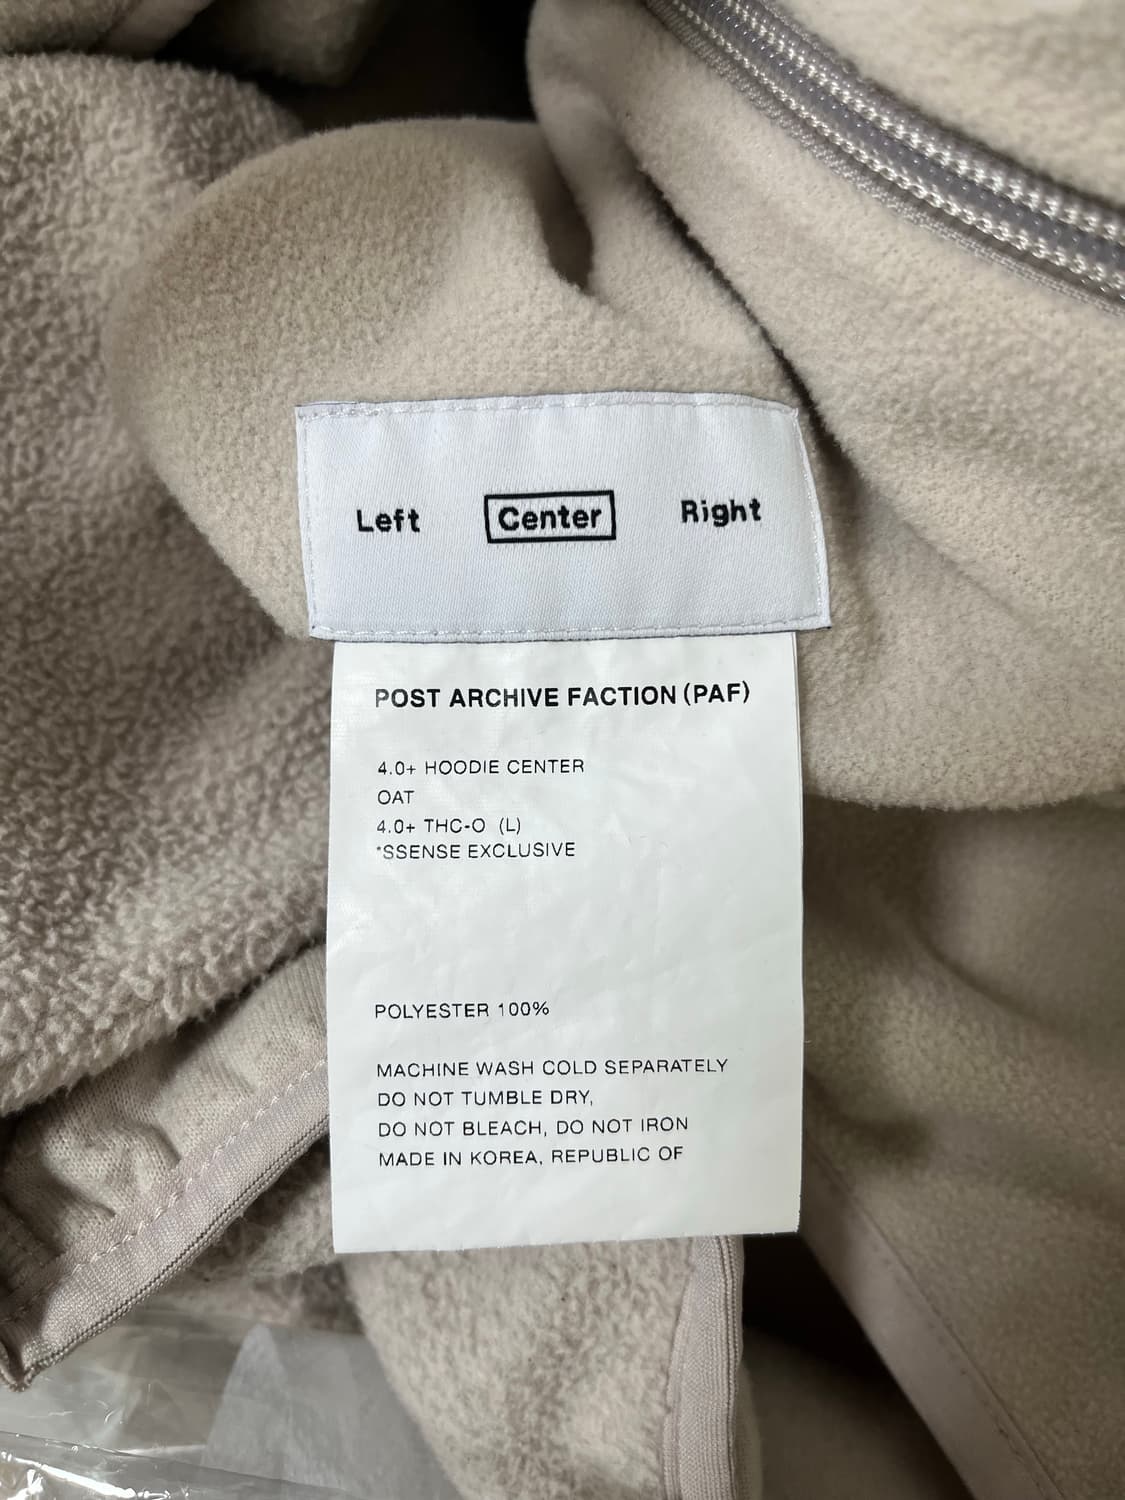 Left Center Right
POST ARCHIVE FACTION (PAF)
4.0+ HOODIE CENTER
OAT
4.0+ THC-O (L)
*SSENSE EXCLUSIVE
POLYESTER 100%
MACHINE WASH COLD SEPARATELY
DO NOT TUMBLE DRY,
DO NOT BLEACH, DO NOT IRON
MADE IN KOREA, REPUBLIC OF